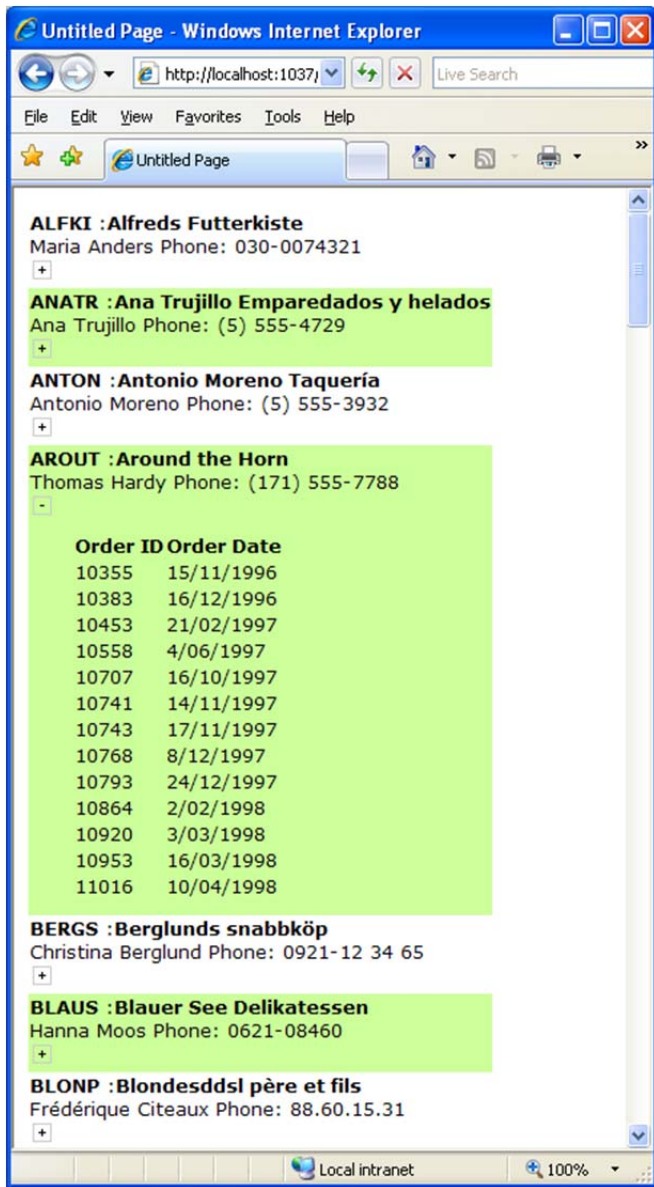 Untitled Page - Windows Internet Explorer
http://localhost:1037/
Live Search
File Edit View Favorites Tools Help
Untitled Page
»
ALFKI :Alfreds Futterkiste
Maria Anders Phone: 030-0074321
+
ANATR :Ana Trujillo Emparedados y helados
Ana Trujillo Phone: (5) 555-4729
+
ANTON :Antonio Moreno Taquería
Antonio Moreno Phone: (5) 555-3932
+
AROUT :Around the Horn
Thomas Hardy Phone: (171) 555-7788
-
Order ID Order Date
10355 15/11/1996
10383 16/12/1996
10453 21/02/1997
10558 4/06/1997
10707 16/10/1997
10741 14/11/1997
10743 17/11/1997
10768 8/12/1997
10793 24/12/1997
10864 2/02/1998
10920 3/03/1998
10953 16/03/1998
11016 10/04/1998
BERGS :Berglunds snabbköp
Christina Berglund Phone: 0921-12 34 65
+
BLAUS :Blauer See Delikatessen
Hanna Moos Phone: 0621-08460
+
BLONP :Blondesddsl père et fils
Frédérique Citeaux Phone: 88.60.15.31
+
Local intranet
100%